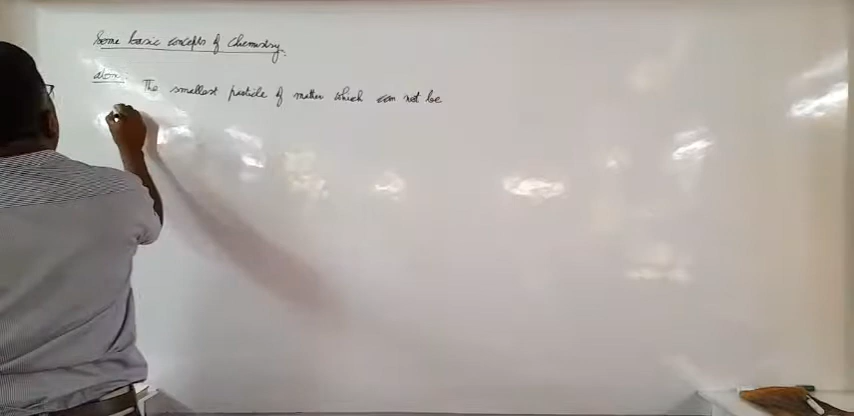 Some basic concepts of Chemistry.
Atom: The smallest particle of matter which can not be